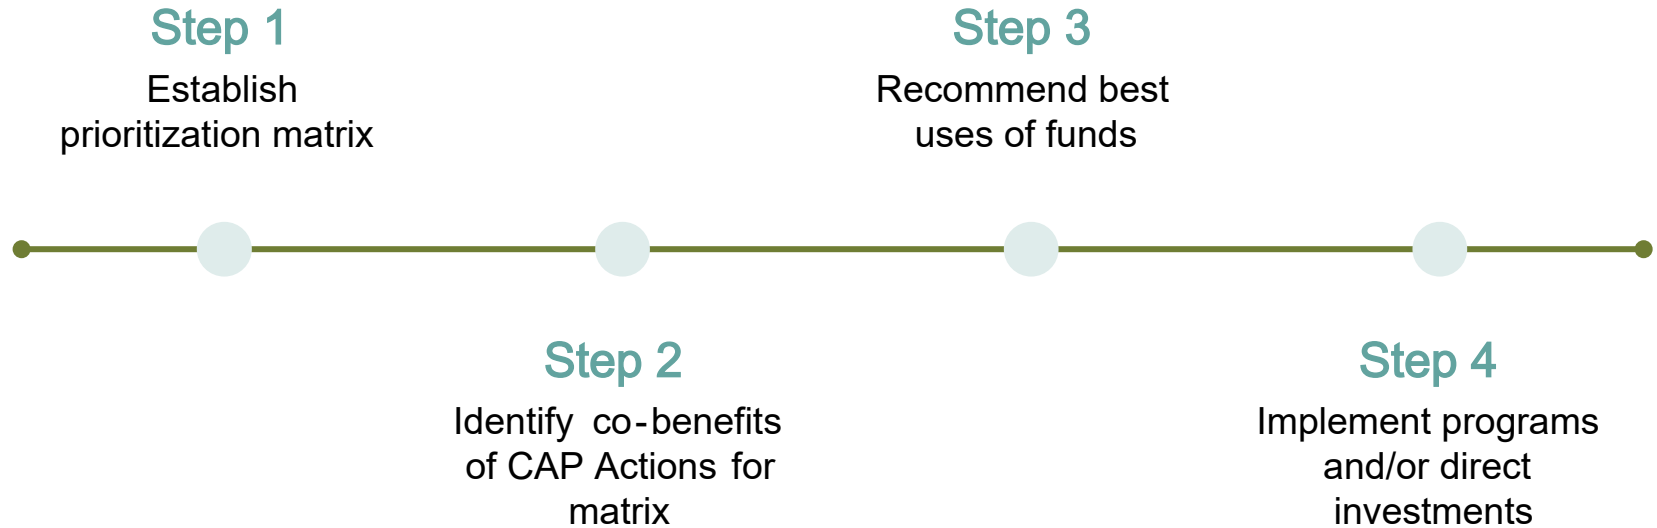 Step 1
Establish
prioritization matrix
Step 2
Identify co-benefits
of CAP Actions for
matrix
Step 3
Recommend best
uses of funds
Step 4
Implement programs
and/or direct
investments